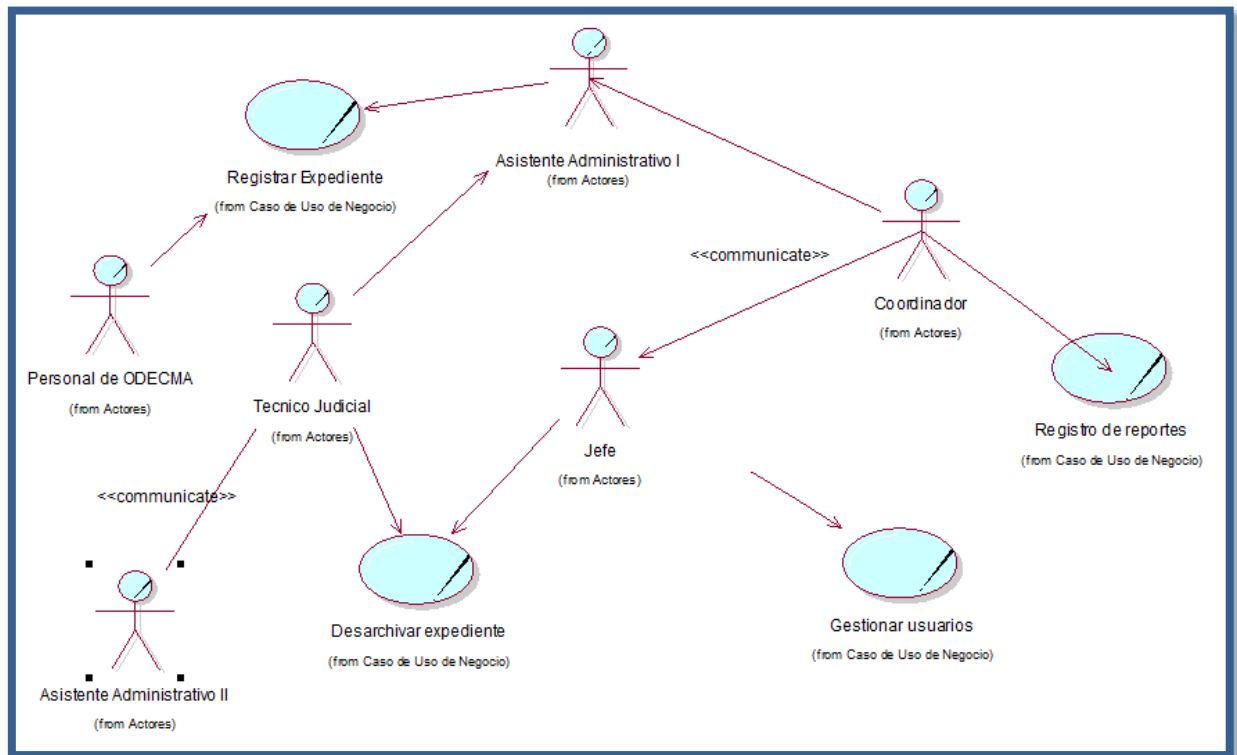 Asistente Administrativo I
(from Actores)
Registrar Expediente
(from Caso de Uso de Negocio)
<<communicate>>
Coordinador
(from Actores)
Personal de ODECMA
(from Actores)
Tecnico Judicial
(from Actores)
Jefe
(from Actores)
Registro de reportes
(from Caso de Uso de Negocio)
<<communicate>>
Desarchivar expediente
(from Caso de Uso de Negocio)
Gestionar usuarios
(from Caso de Uso de Negocio)
Asistente Administrativo II
(from Actores)